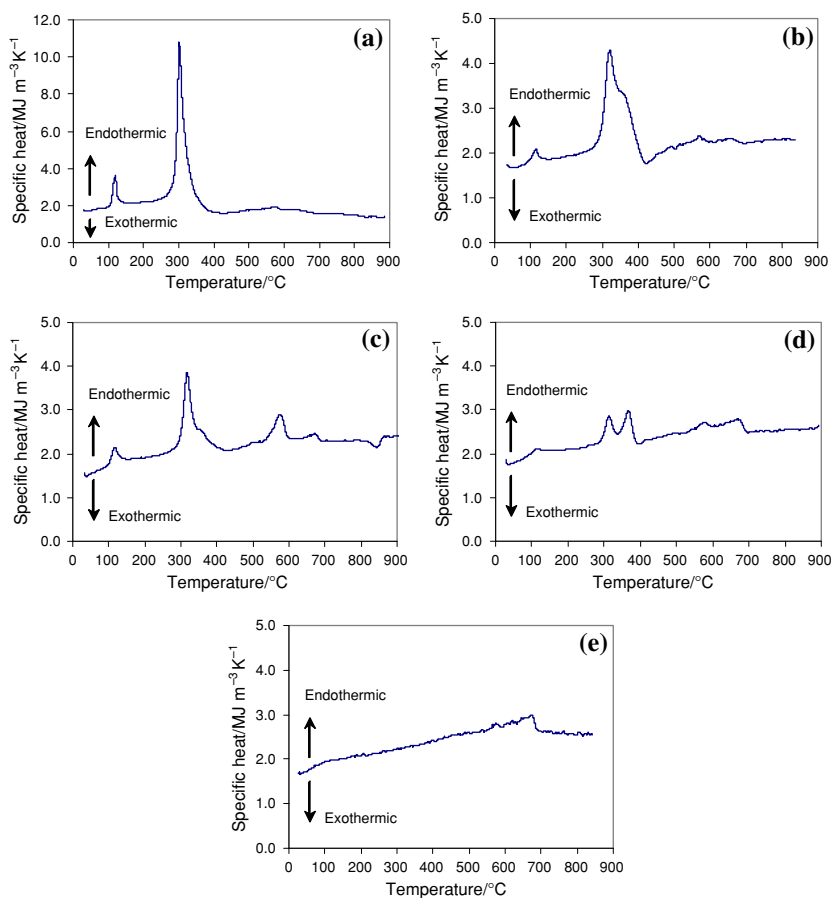 (a)
Specific heat/MJ m⁻³K⁻¹
12.0
10.0
8.0
6.0
4.0
2.0
0.0
Endothermic
Exothermic
0 100 200 300 400 500 600 700 800 900
Temperature/°C
(b)
Specific heat/MJ m⁻³K⁻¹
5.0
4.0
3.0
2.0
1.0
0.0
Endothermic
Exothermic
0 100 200 300 400 500 600 700 800 900
Temperature/°C
(c)
Specific heat/MJ m⁻³K⁻¹
5.0
4.0
3.0
2.0
1.0
0.0
Endothermic
Exothermic
0 100 200 300 400 500 600 700 800 900
Temperature/°C
(d)
Specific heat/MJ m⁻³K⁻¹
5.0
4.0
3.0
2.0
1.0
0.0
Endothermic
Exothermic
0 100 200 300 400 500 600 700 800 900
Temperature/°C
(e)
Specific heat/MJ m⁻³K⁻¹
5.0
4.0
3.0
2.0
1.0
0.0
Endothermic
Exothermic
0 100 200 300 400 500 600 700 800 900
Temperature/°C